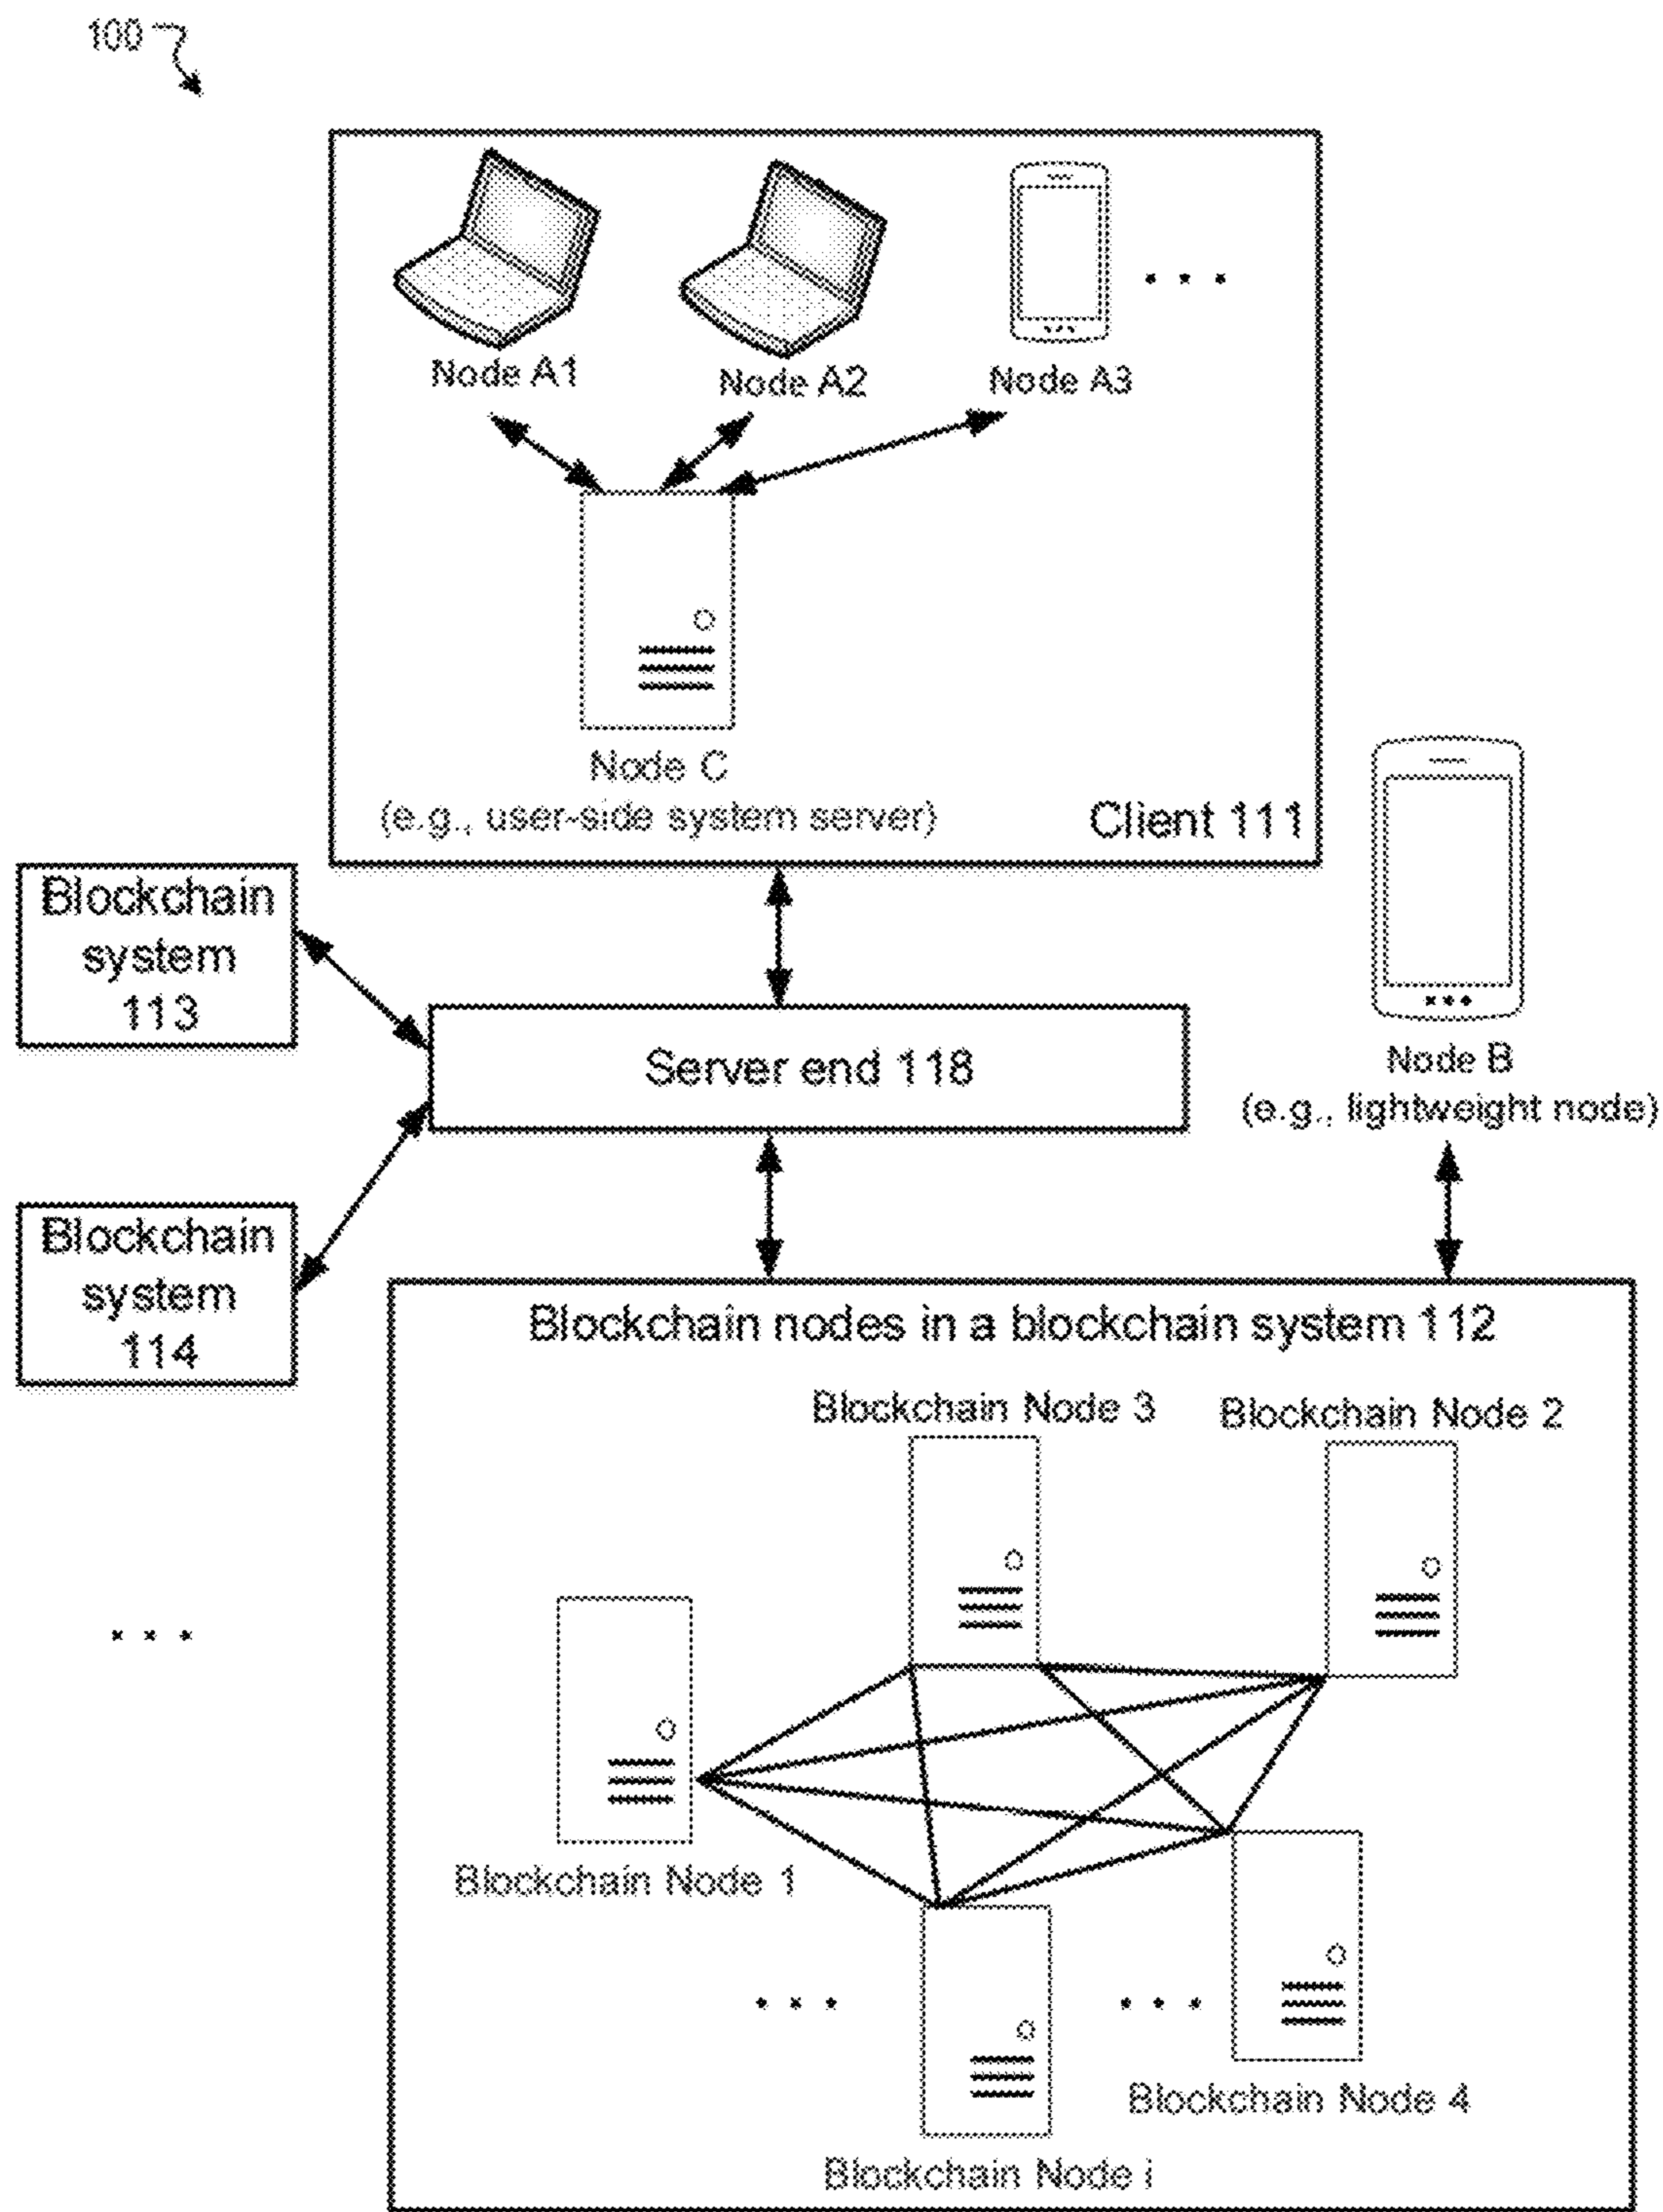 100
Node A1
Node A2
Node A3
Node C
(e.g., user-side system server)
Client 111
Blockchain
system
113
Server end 118
Node B
(e.g., lightweight node)
Blockchain
system
114
Blockchain nodes in a blockchain system 112
Blockchain Node 3
Blockchain Node 2
Blockchain Node 1
Blockchain Node 4
Blockchain Node i